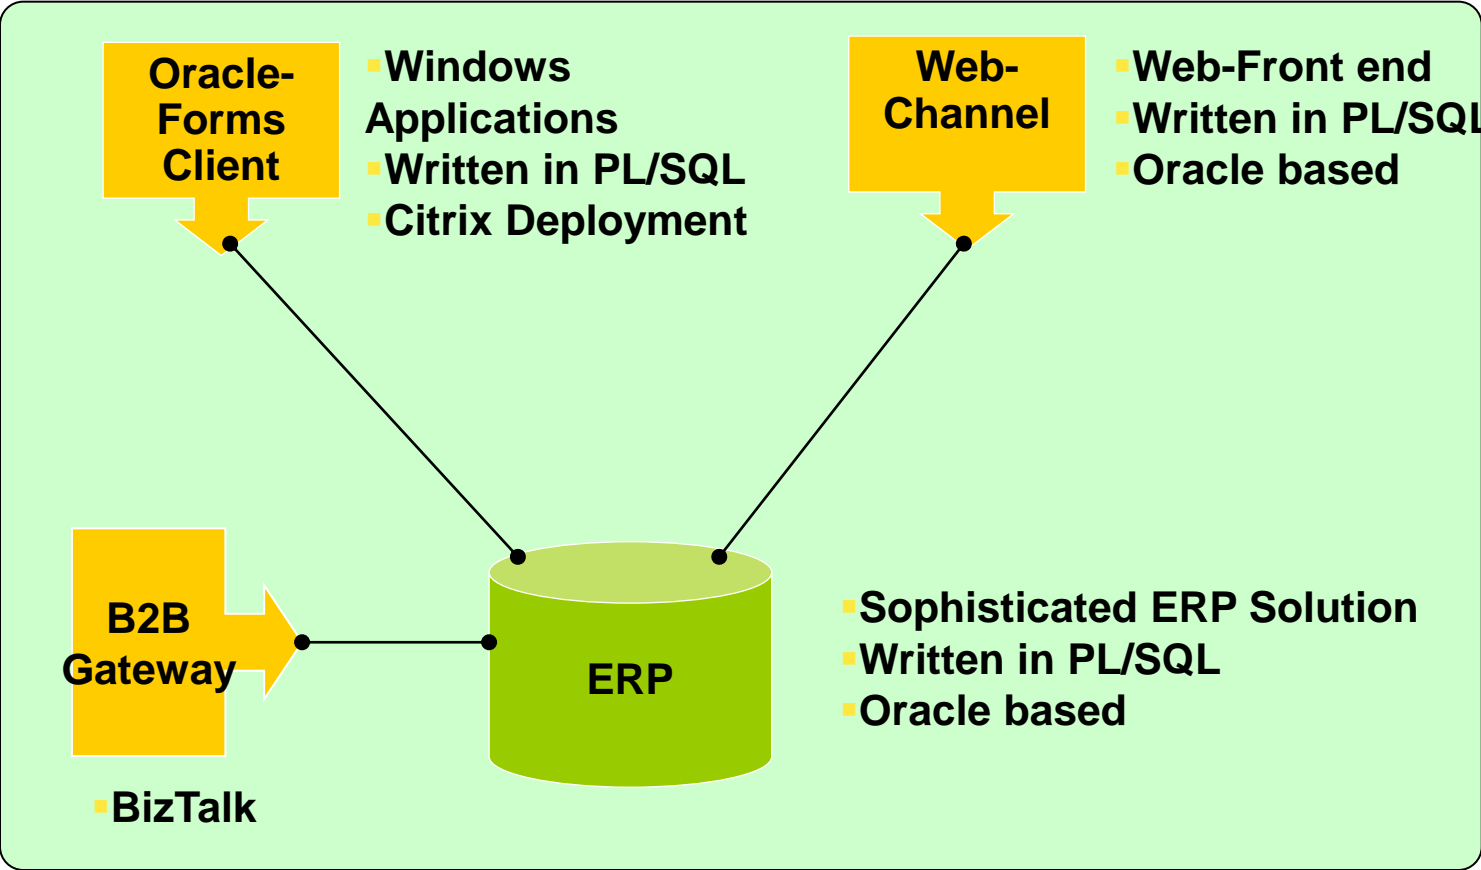 Oracle-
Forms
Client
▪Windows
Applications
▪Written in PL/SQL
▪Citrix Deployment
Web-
Channel
▪Web-Front end
▪Written in PL/SQL
▪Oracle based
B2B
Gateway
▪BizTalk
ERP
▪Sophisticated ERP Solution
▪Written in PL/SQL
▪Oracle based